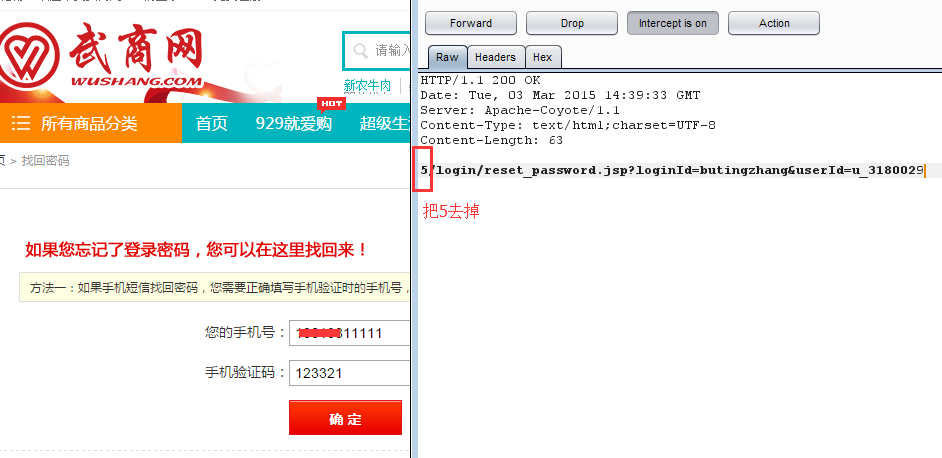 武商网
WUSHANG.COM
请输入
新农牛肉
所有商品分类
首页
929就爱购
HOT
超级生活
> 找回密码
如果您忘记了登录密码，您可以在这里找回来！
方法一：如果手机短信找回密码，您需要正确填写手机验证时的手机号，
您的手机号：
11111
手机验证码：
123321
确 定
Forward
Drop
Intercept is on
Action
Raw
Headers
Hex
HTTP/1.1 200 OK
Date: Tue, 03 Mar 2015 14:39:33 GMT
Server: Apache-Coyote/1.1
Content-Type: text/html;charset=UTF-8
Content-Length: 63
5/login/reset_password.jsp?loginId=butingzhang&userId=u_3180029
把5去掉